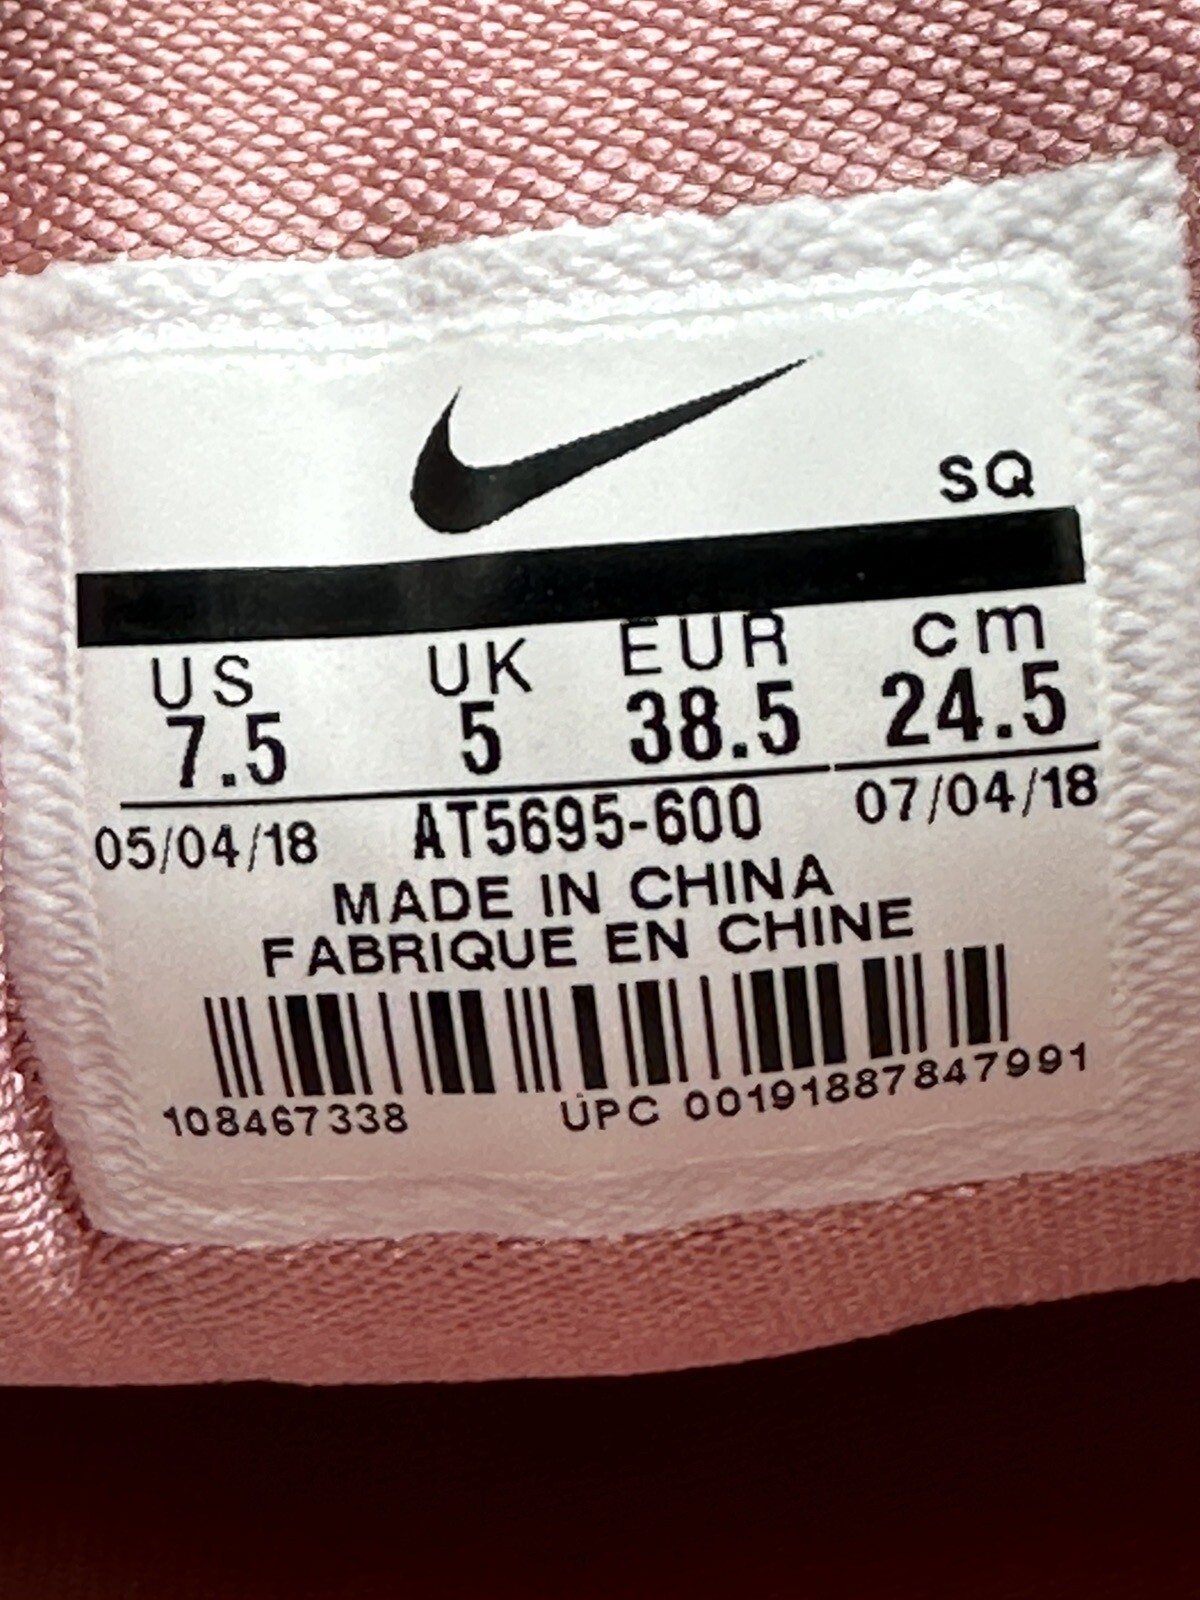 SQ
US UK EUR cm
7.5 5 38.5 24.5
05/04/18 AT5695-600 07/04/18
MADE IN CHINA
FABRIQUE EN CHINE
108467338 UPC 00191887847991